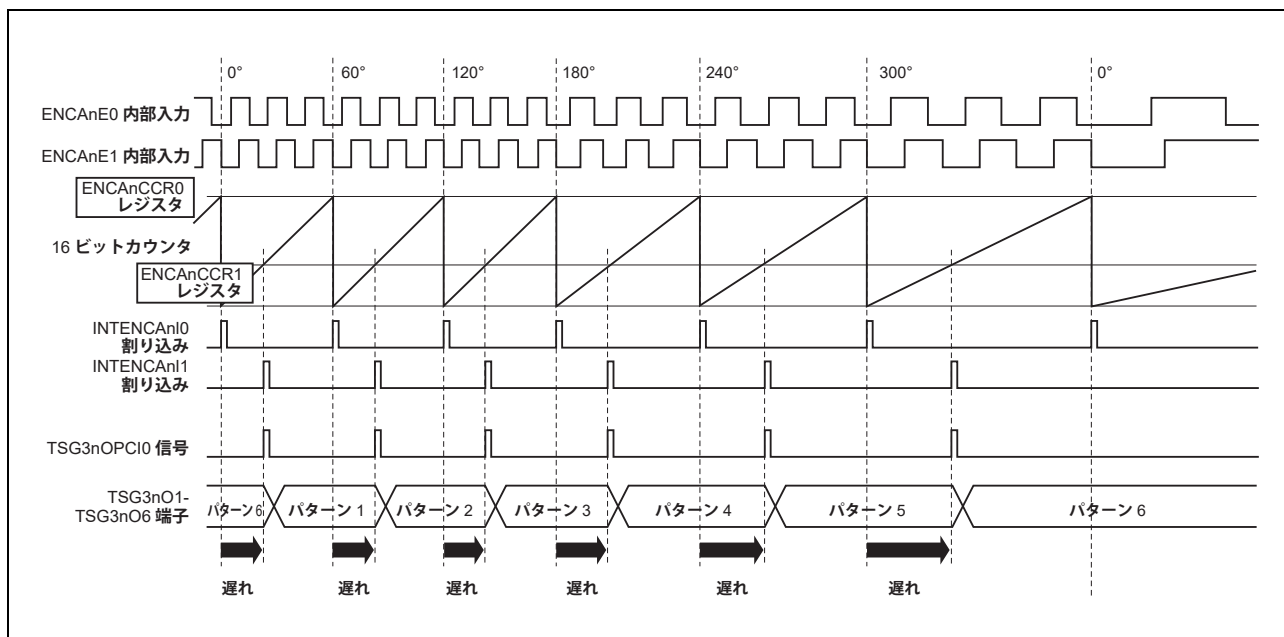 0° 60° 120° 180° 240° 300° 0°
ENCAnE0 内部入力
ENCAnE1 内部入力
ENCAnCCR0
レジスタ
16 ビットカウンタ
ENCAnCCR1
レジスタ
INTENCAnI0
割り込み
INTENCAnI1
割り込み
TSG3nOPCI0 信号
TSG3nO1-
TSG3nO6 端子
パターン 6 パターン 1 パターン 2 パターン 3 パターン 4 パターン 5 パターン 6
遅れ 遅れ 遅れ 遅れ 遅れ 遅れ